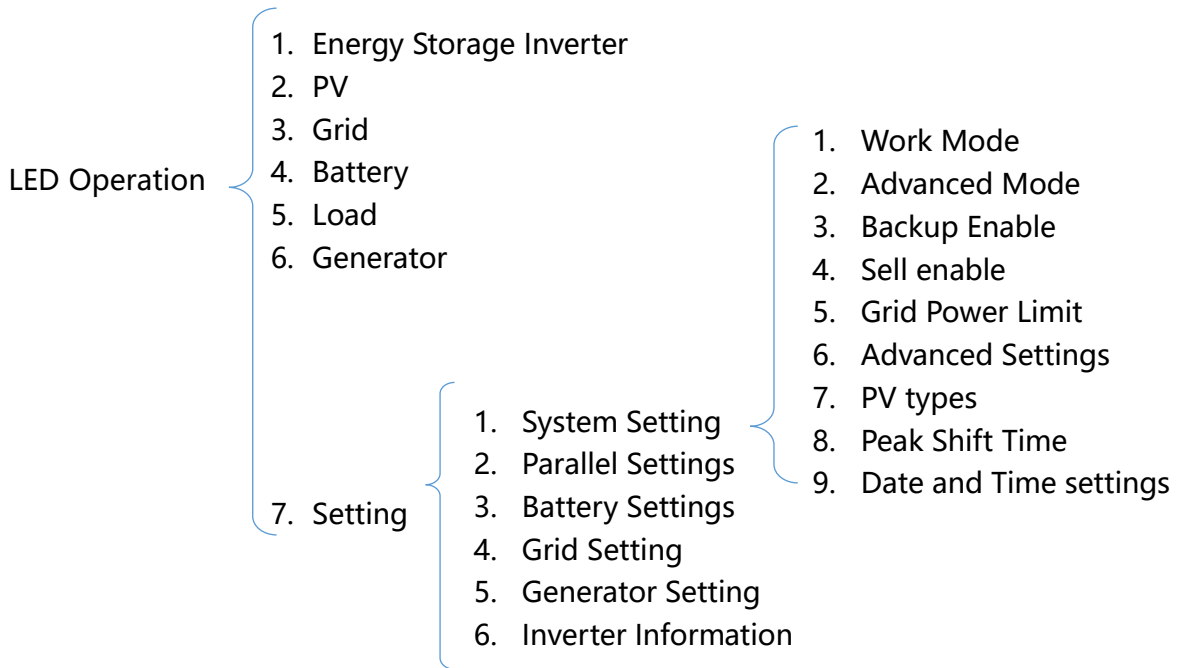 LED Operation
1. Energy Storage Inverter
2. PV
3. Grid
4. Battery
5. Load
6. Generator
7. Setting
1. System Setting
2. Parallel Settings
3. Battery Settings
4. Grid Setting
5. Generator Setting
6. Inverter Information
1. Work Mode
2. Advanced Mode
3. Backup Enable
4. Sell enable
5. Grid Power Limit
6. Advanced Settings
7. PV types
8. Peak Shift Time
9. Date and Time settings